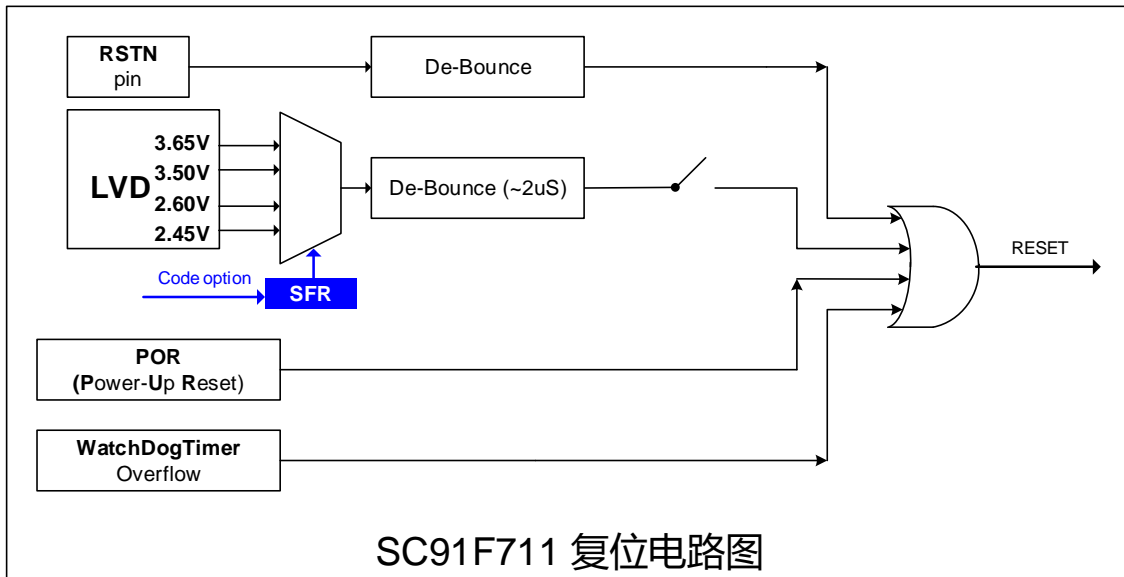 RSTN
pin
De-Bounce
3.65V
3.50V
LVD
2.60V
2.45V
De-Bounce (~2uS)
Code option
SFR
RESET
POR
(Power-Up Reset)
WatchDogTimer
Overflow
SC91F711 复位电路图